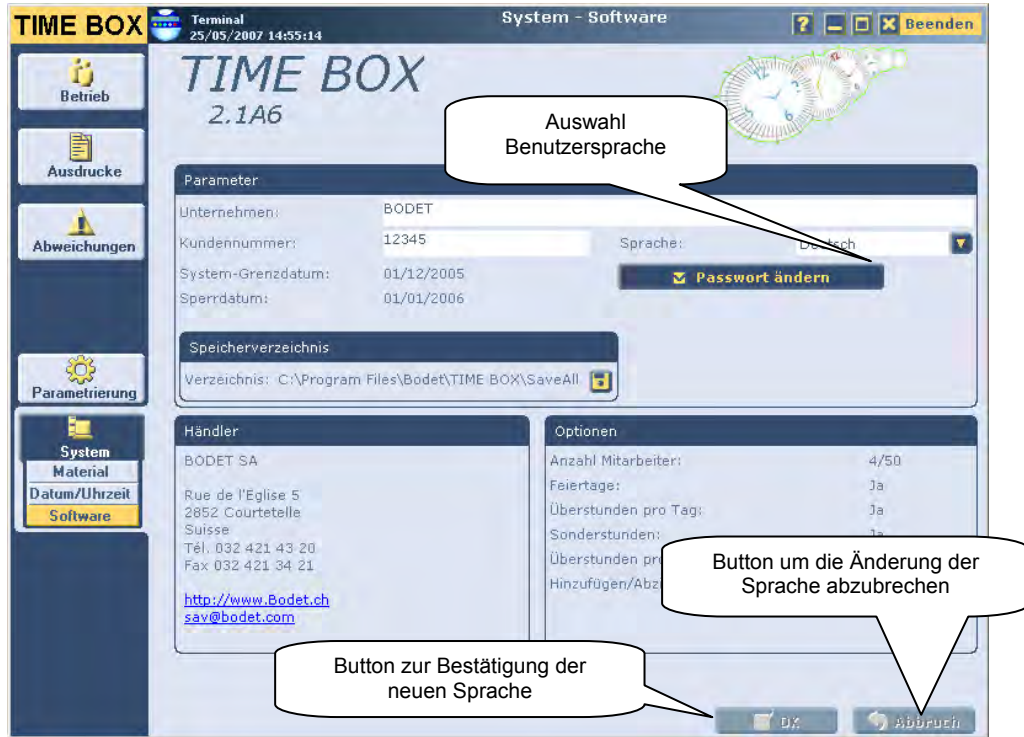 TIME BOX
Terminal
25/05/2007 14:55:14
System - Software
? Beenden
Betrieb
Ausdrucke
Abweichungen
Parametrierung
System
Material
Datum/Uhrzeit
Software
TIME BOX
2.1A6
Auswahl
Benutzersprache
Parameter
Unternehmen: BODET
Kundennummer: 12345 Sprache: Deutsch
System-Grenzdatum: 01/12/2005
Passwort ändern
Sperrdatum: 01/01/2006
Speicherverzeichnis
Verzeichnis: C:\Program Files\Bodet\TIME BOX\SaveAll
Händler
BODET SA
Rue de l'Eglise 5
2852 Courtetelle
Suisse
Tél. 032 421 43 20
Fax 032 421 34 21
http://www.Bodet.ch
sav@bodet.com
Optionen
Anzahl Mitarbeiter: 4/50
Feiertage: Ja
Überstunden pro Tag: Ja
Sonderstunden: Ja
Überstunden
Button um die Änderung der
Sprache abzubrechen
Button zur Bestätigung der
neuen Sprache
OK
Abbruch